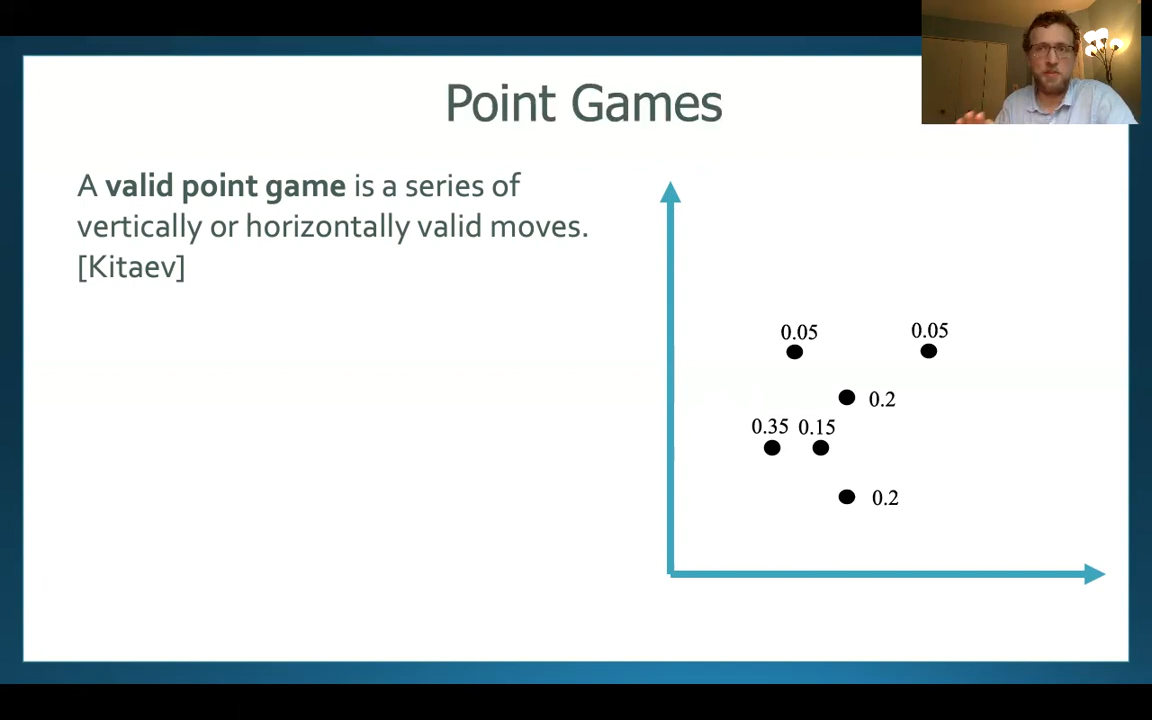 Point Games
A valid point game is a series of
vertically or horizontally valid moves.
[Kitaev]
0.05 0.05
0.2
0.35 0.15
0.2